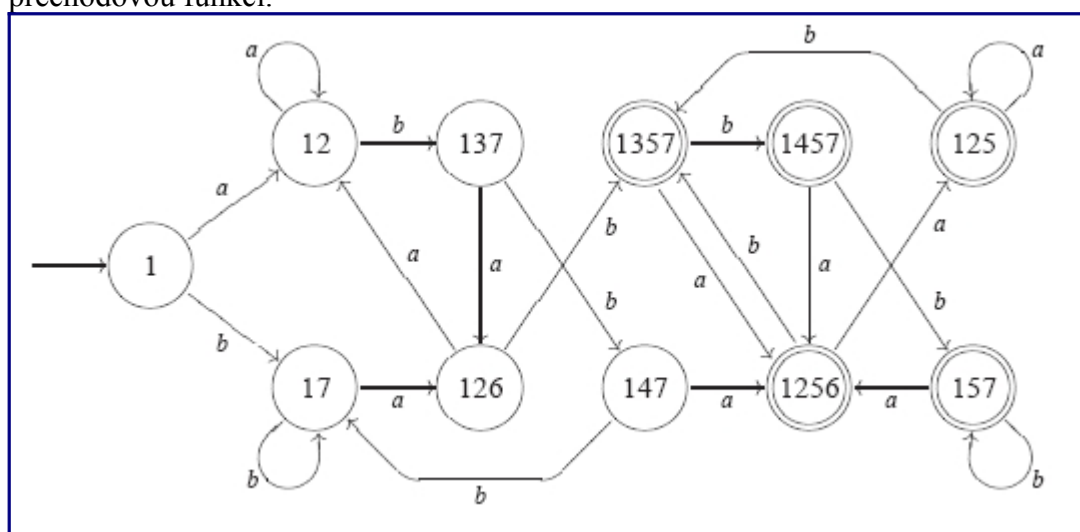 přechodovou funkcí.
b
a a
12 b 137 1357 b 1457 125
a b b a
1 a a a b
b a b
17 a 126 147 a 1256 a 157
b b b